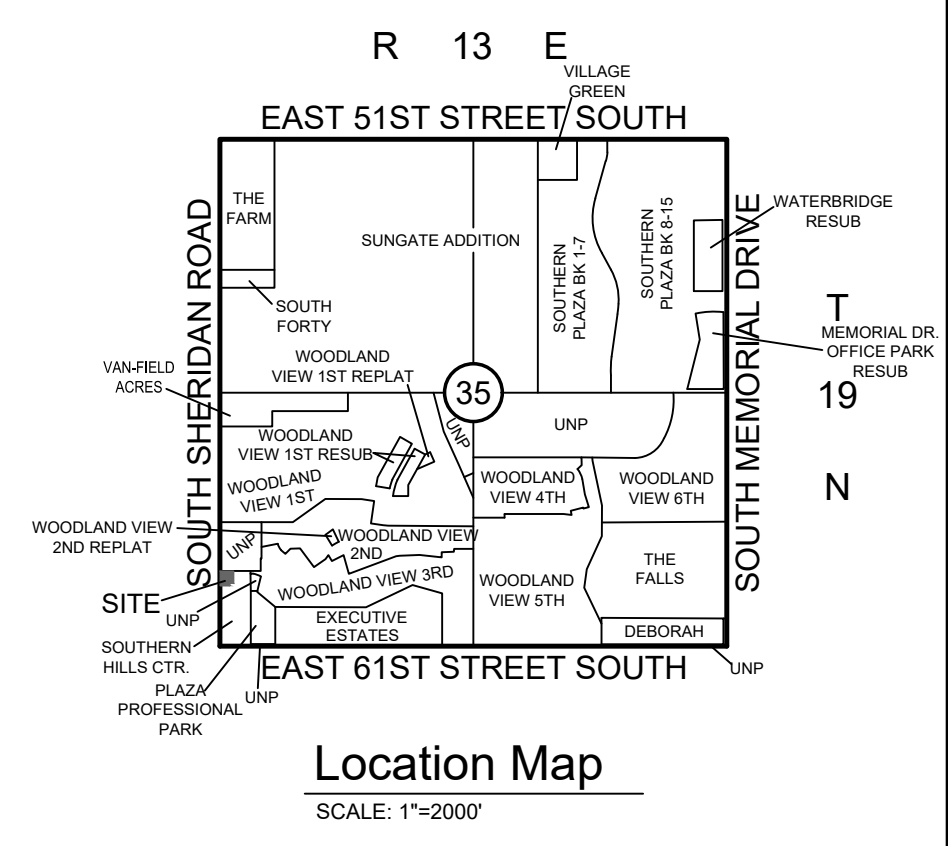 R 13 E
VILLAGE
GREEN
EAST 51ST STREET SOUTH
THE
FARM
SUNGATE ADDITION
SOUTHERN
PLAZA BK 1-7
SOUTHERN
PLAZA BK 8-15
WATERBRIDGE
RESUB
SOUTH SHERIDAN ROAD
SOUTH MEMORIAL DRIVE
SOUTH
FORTY
T
MEMORIAL DR.
OFFICE PARK
RESUB
19
N
WOODLAND
VIEW 1ST REPLAT
VAN-FIELD
ACRES
35
UNP
UNP
WOODLAND
VIEW 1ST RESUB
WOODLAND
VIEW 1ST
WOODLAND
VIEW 4TH
WOODLAND
VIEW 6TH
WOODLAND VIEW
2ND REPLAT
UNP
WOODLAND VIEW
2ND
WOODLAND VIEW 3RD
WOODLAND
VIEW 5TH
THE
FALLS
SITE
UNP
EXECUTIVE
ESTATES
DEBORAH
SOUTHERN
HILLS CTR.
EAST 61ST STREET SOUTH
UNP
PLAZA
PROFESSIONAL
PARK
UNP
Location Map
SCALE: 1"=2000'